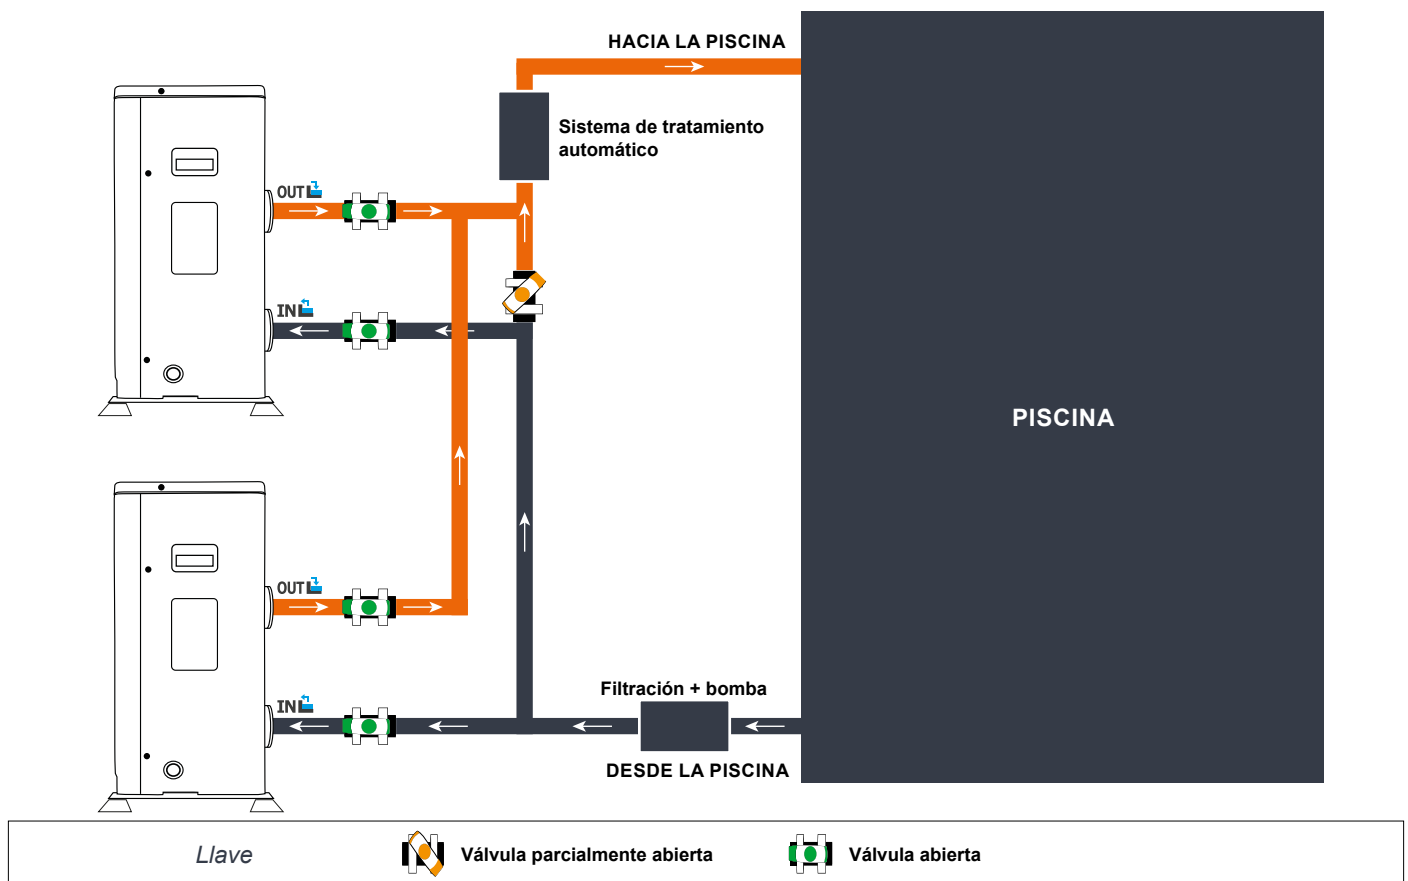 HACIA LA PISCINA
Sistema de tratamiento
automático
OUT
IN
PISCINA
OUT
Filtración + bomba
IN
DESDE LA PISCINA
Llave
Válvula parcialmente abierta
Válvula abierta